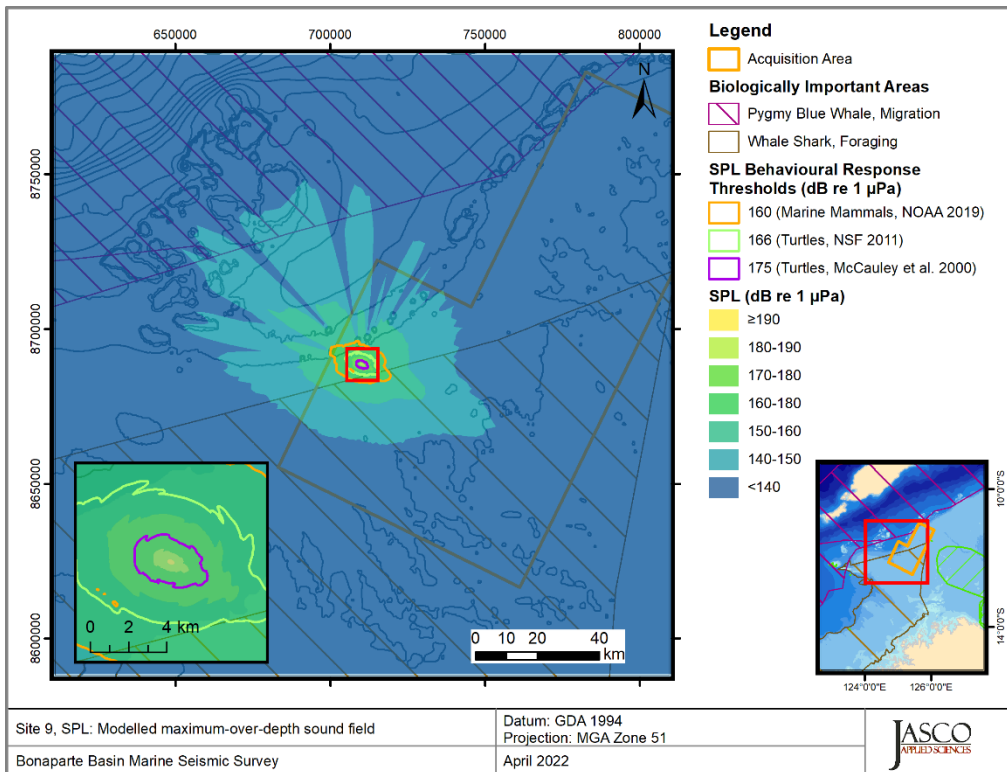 650000 700000 750000 800000
8750000
8700000
8650000
8600000
N
0 2 4 km
0 10 20 40
km
Legend
Acquisition Area
Biologically Important Areas
Pygmy Blue Whale, Migration
Whale Shark, Foraging
SPL Behavioural Response
Thresholds (dB re 1 µPa)
160 (Marine Mammals, NOAA 2019)
166 (Turtles, NSF 2011)
175 (Turtles, McCauley et al. 2000)
SPL (dB re 1 µPa)
≥190
180-190
170-180
160-180
150-160
140-150
<140
10°0'0"S
14°0'0"S
124°0'0"E 126°0'0"E
Site 9, SPL: Modelled maximum-over-depth sound field
Datum: GDA 1994
Projection: MGA Zone 51
Bonaparte Basin Marine Seismic Survey
April 2022
JASCO
APPLIED SCIENCES